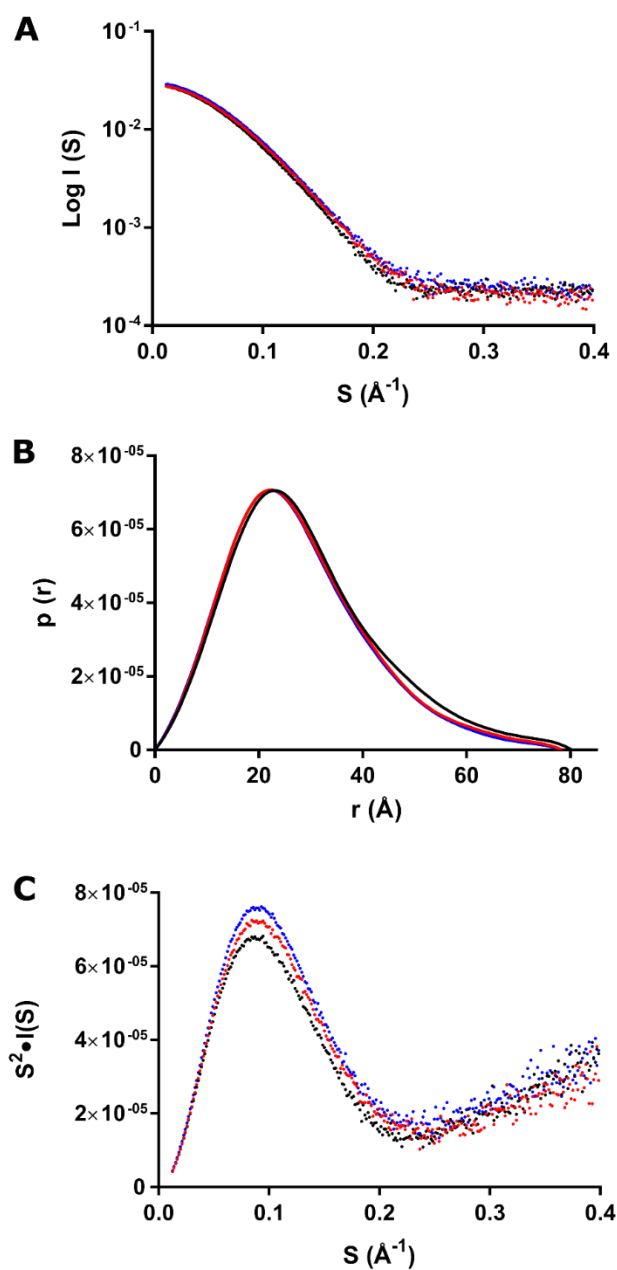 A
10⁻¹
10⁻²
10⁻³
10⁻⁴
Log I (S)
0.0 0.1 0.2 0.3 0.4
S (Å⁻¹)
B
8×10⁻⁰⁵
6×10⁻⁰⁵
4×10⁻⁰⁵
2×10⁻⁰⁵
0
p (r)
0 20 40 60 80
r (Å)
C
8×10⁻⁰⁵
6×10⁻⁰⁵
4×10⁻⁰⁵
2×10⁻⁰⁵
0
S²•I(S)
0.0 0.1 0.2 0.3 0.4
S (Å⁻¹)